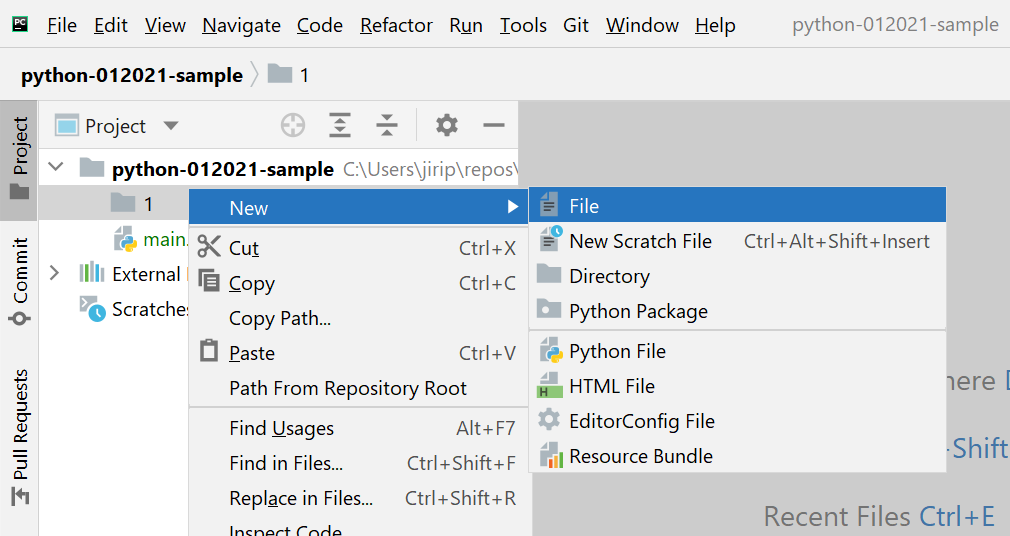 PC File Edit View Navigate Code Refactor Run Tools Git Window Help python-012021-sample
python-012021-sample 1
Project
Commit
Pull Requests
Project
python-012021-sample C:\Users\jirip\repos\
1
main.
External
Scratches
New
Cut Ctrl+X
Copy Ctrl+C
Copy Path...
Paste Ctrl+V
Path From Repository Root
Find Usages Alt+F7
Find in Files... Ctrl+Shift+F
Replace in Files... Ctrl+Shift+R
Inspect Code
File
New Scratch File Ctrl+Alt+Shift+Insert
Directory
Python Package
Python File
H HTML File
EditorConfig File
Resource Bundle
here
-Shift
Recent Files Ctrl+E